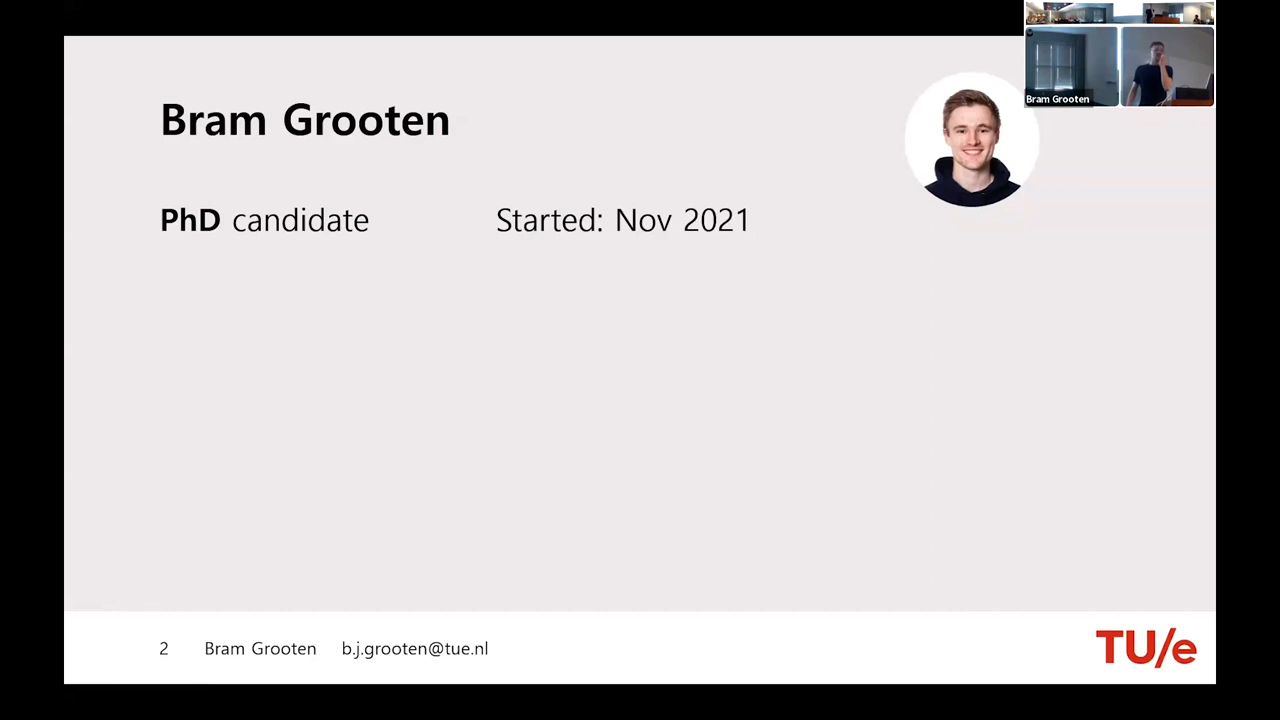 Bram Grooten
Bram Grooten
PhD candidate
Started: Nov 2021
2
Bram Grooten
b.j.grooten@tue.nl
TU/e